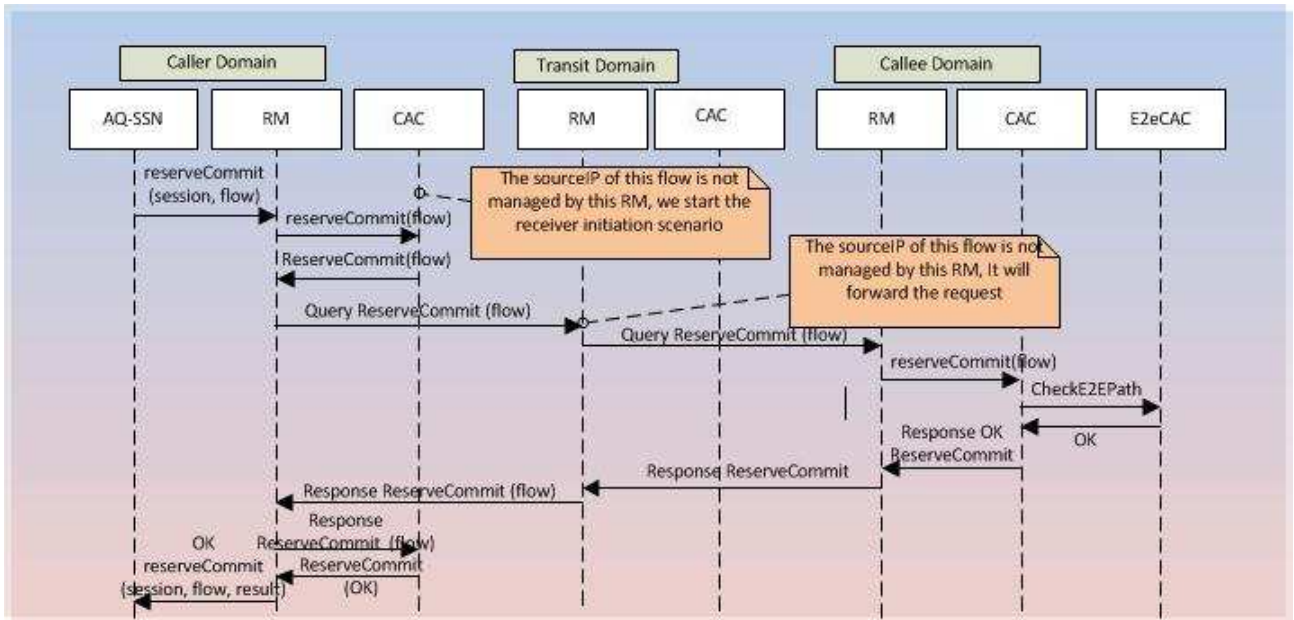 Caller Domain
Transit Domain
Callee Domain
AQ-SSN
RM
CAC
RM
CAC
RM
CAC
E2eCAC
reserveCommit
(session, flow)
The sourceIP of this flow is not
managed by this RM, we start the
receiver initiation scenario
reserveCommit(flow)
The sourceIP of this flow is not
managed by this RM, It will
forward the request
ReserveCommit(flow)
Query ReserveCommit (flow)
Query ReserveCommit (flow)
reserveCommit(flow)
CheckE2EPath
OK
Response OK
ReserveCommit
Response ReserveCommit
Response ReserveCommit (flow)
Response
ReserveCommit (flow)
ReserveCommit
(OK)
OK
reserveCommit
(session, flow, result)